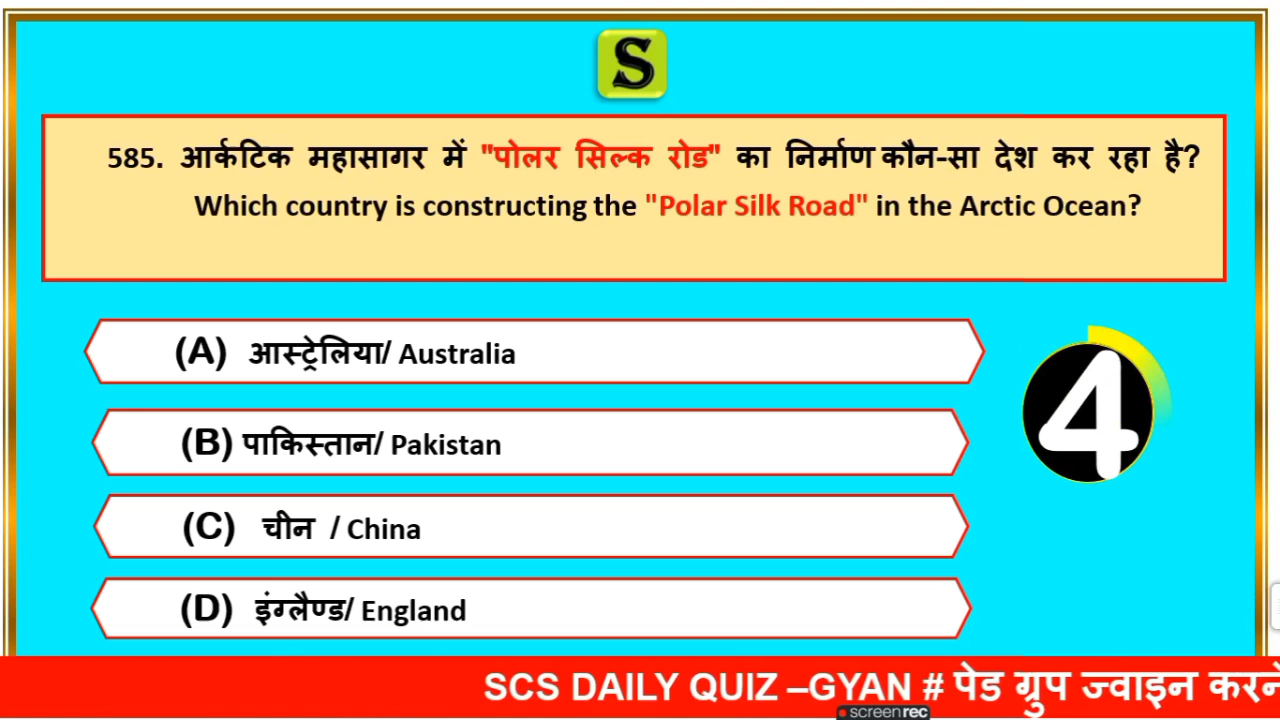 S
585. आर्कटिक महासागर में "पोलर सिल्क रोड" का निर्माण कौन-सा देश कर रहा है?
Which country is constructing the "Polar Silk Road" in the Arctic Ocean?
(A) आस्ट्रेलिया/ Australia
(B) पाकिस्तान/ Pakistan
(C) चीन / China
(D) इंग्लैण्ड/ England
4
SCS DAILY QUIZ –GYAN # पेड ग्रुप ज्वाइन करने
screenrec